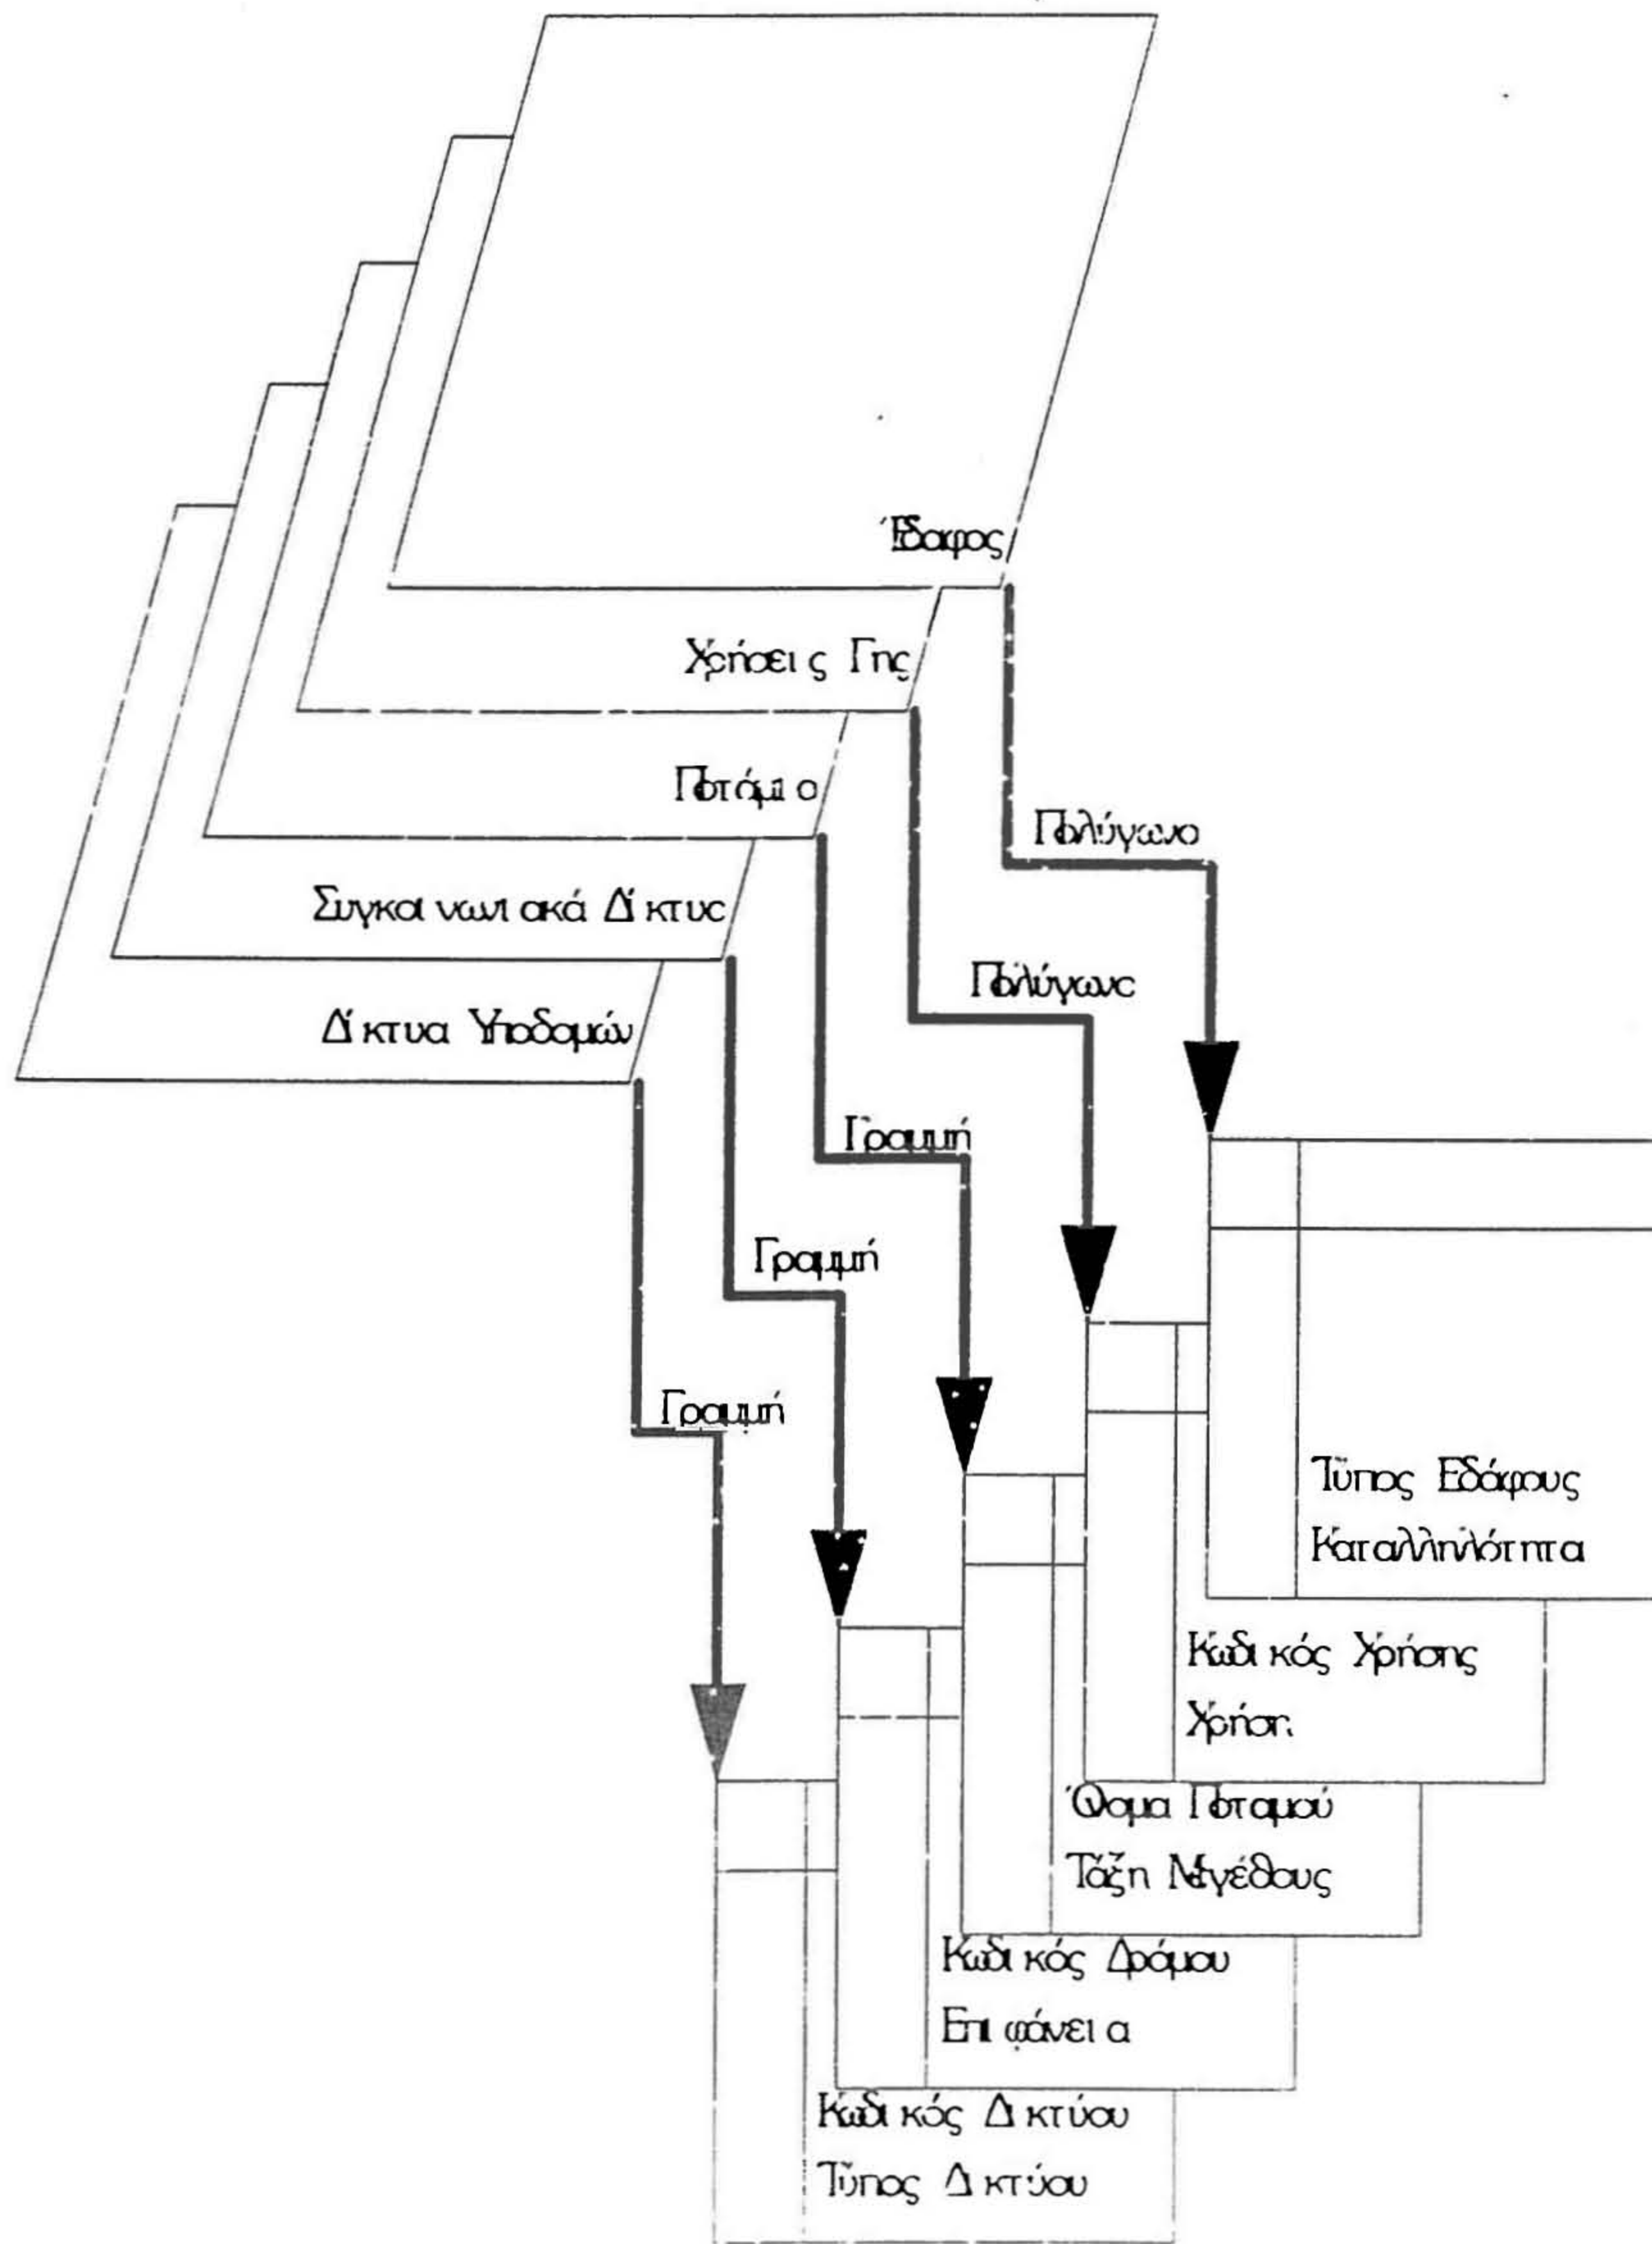 Έδαφος
Χρήσεις Γης
Ποτάμια
Συγκοινωνιακά Δίκτυα
Δίκτυα Υποδομών
Πολύγωνο
Πολύγωνο
Γραμμή
Γραμμή
Γραμμή
Τύπος Εδάφους
Καταλληλότητα
Κωδικός Χρήσης
Χρήση
Όνομα Ποταμού
Τάξη Μεγέθους
Κωδικός Δρόμου
Επιφάνεια
Κωδικός Δικτύου
Τύπος Δικτύου